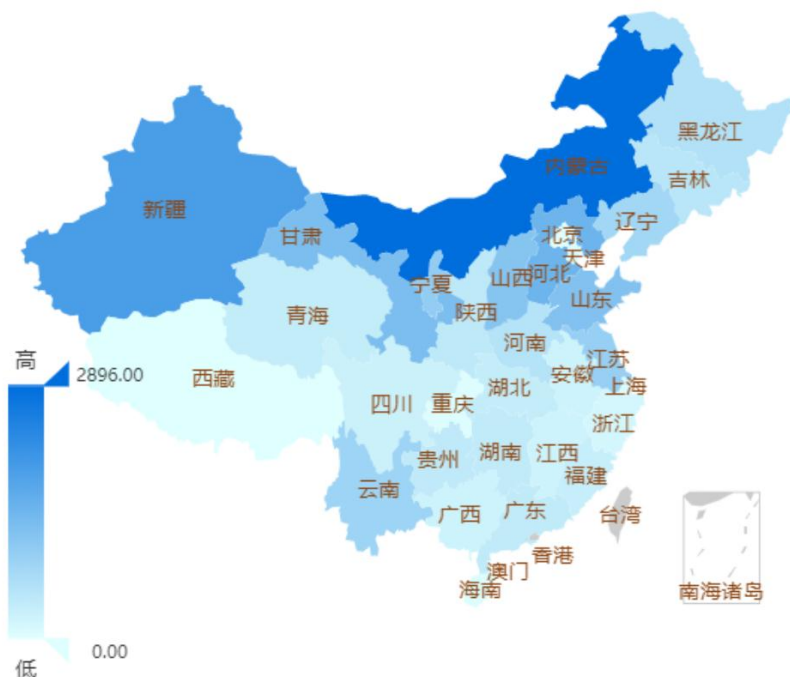 黑龙江
内蒙古
吉林
新疆
辽宁
甘肃
北京
天津
宁夏
山西
河北
山东
青海
陕西
河南
江苏
高
2896.00
西藏
安徽
上海
四川
重庆
湖北
浙江
贵州
湖南
江西
福建
云南
广西
广东
台湾
香港
澳门
海南
南海诸岛
0.00
低